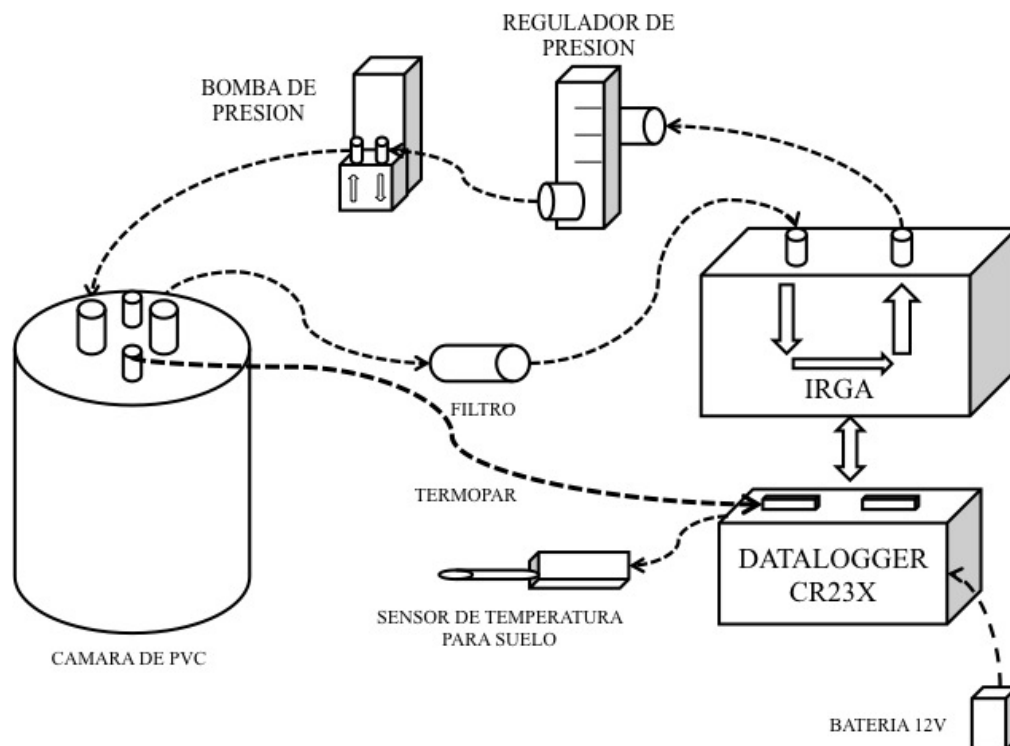 REGULADOR DE
PRESION
BOMBA DE
PRESION
IRGA
FILTRO
TERMOPAR
DATALOGGER
CR23X
SENSOR DE TEMPERATURA
PARA SUELO
CAMARA DE PVC
BATERIA 12V